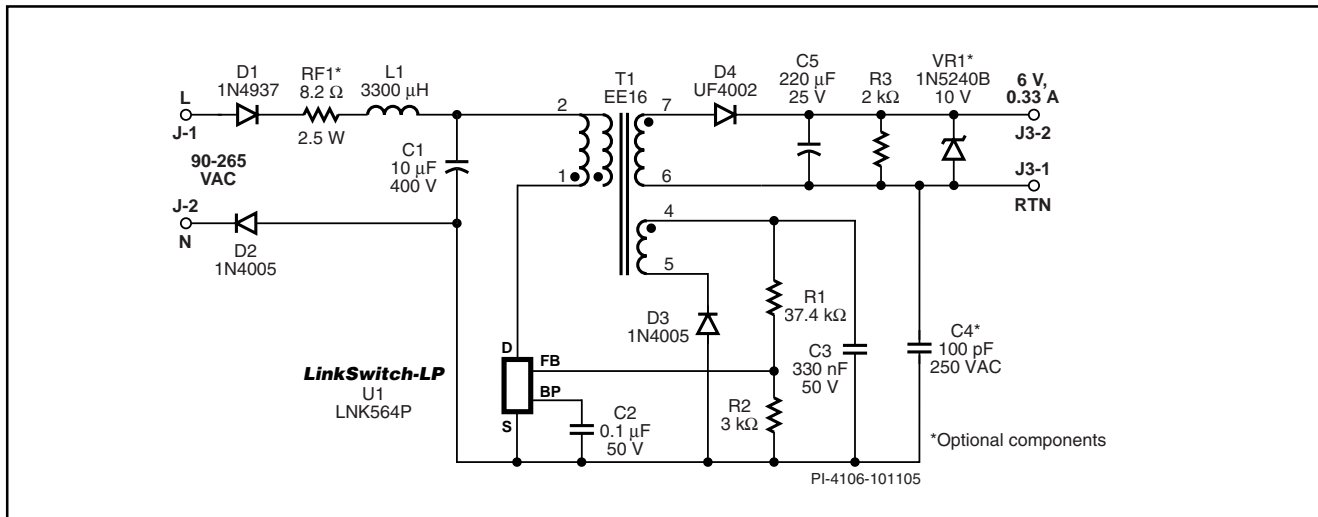 D1
1N4937
RF1*
8.2 Ω
2.5 W
L1
3300 µH
L
J-1
90-265
VAC
J-2
N
D2
1N4005
C1
10 µF
400 V
T1
EE16
2
1
7
6
4
5
D4
UF4002
C5
220 µF
25 V
R3
2 kΩ
VR1*
1N5240B
10 V
6 V,
0.33 A
J3-2
J3-1
RTN
D3
1N4005
R1
37.4 kΩ
C3
330 nF
50 V
C4*
100 pF
250 VAC
LinkSwitch-LP
U1
LNK564P
D
FB
BP
S
C2
0.1 µF
50 V
R2
3 kΩ
*Optional components
PI-4106-101105